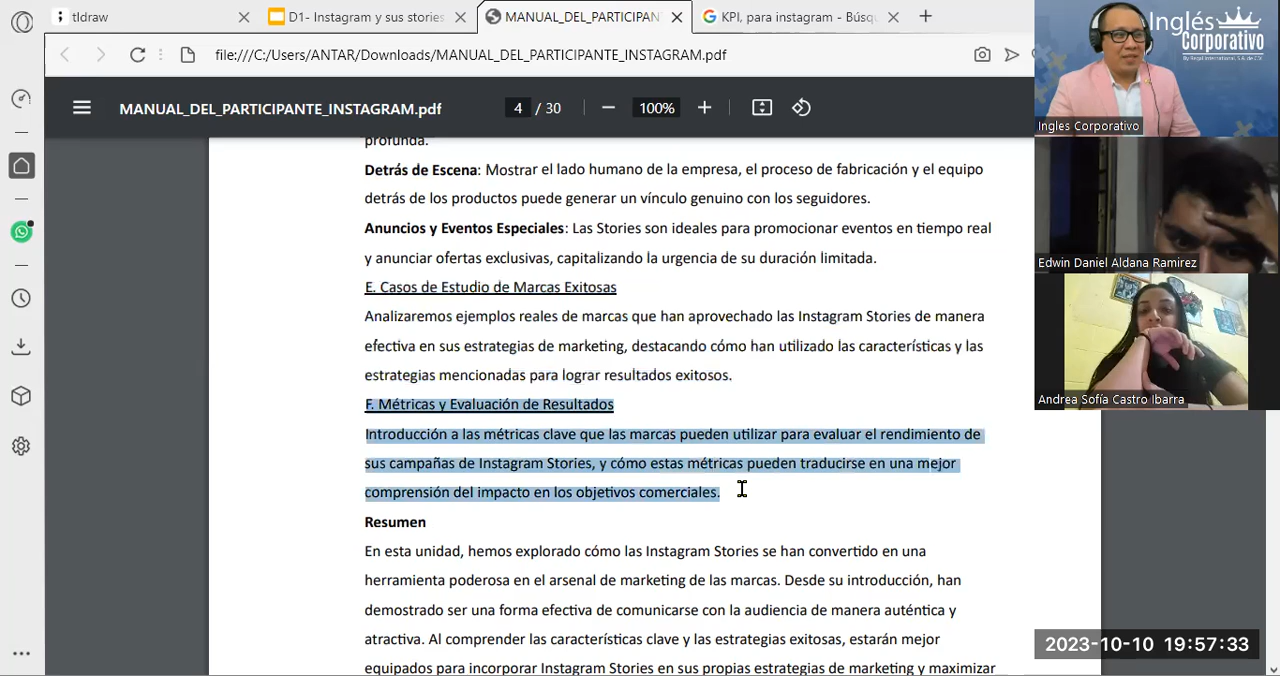 tldraw
D1- Instagram y sus stories
MANUAL_DEL_PARTICIPAN
KPI, para instagram - Búsq
file:///C:/Users/ANTAR/Downloads/MANUAL_DEL_PARTICIPANTE_INSTAGRAM.pdf
MANUAL_DEL_PARTICIPANTE_INSTAGRAM.pdf
4 / 30
100%
profunda.
Detrás de Escena: Mostrar el lado humano de la empresa, el proceso de fabricación y el equipo
detrás de los productos puede generar un vínculo genuino con los seguidores.
Anuncios y Eventos Especiales: Las Stories son ideales para promocionar eventos en tiempo real
y anunciar ofertas exclusivas, capitalizando la urgencia de su duración limitada.
E. Casos de Estudio de Marcas Exitosas
Analizaremos ejemplos reales de marcas que han aprovechado las Instagram Stories de manera
efectiva en sus estrategias de marketing, destacando cómo han utilizado las características y las
estrategias mencionadas para lograr resultados exitosos.
F. Métricas y Evaluación de Resultados
Introducción a las métricas clave que las marcas pueden utilizar para evaluar el rendimiento de
sus campañas de Instagram Stories, y cómo estas métricas pueden traducirse en una mejor
comprensión del impacto en los objetivos comerciales.
Resumen
En esta unidad, hemos explorado cómo las Instagram Stories se han convertido en una
herramienta poderosa en el arsenal de marketing de las marcas. Desde su introducción, han
demostrado ser una forma efectiva de comunicarse con la audiencia de manera auténtica y
atractiva. Al comprender las características clave y las estrategias exitosas, estarán mejor
equipados para incorporar Instagram Stories en sus propias estrategias de marketing y maximizar
Inglés
Corporativo
By Regal International, S.A. de C.V.
Ingles Corporativo
Edwin Daniel Aldana Ramirez
Andrea Sofía Castro Ibarra
2023-10-10 19:57:33